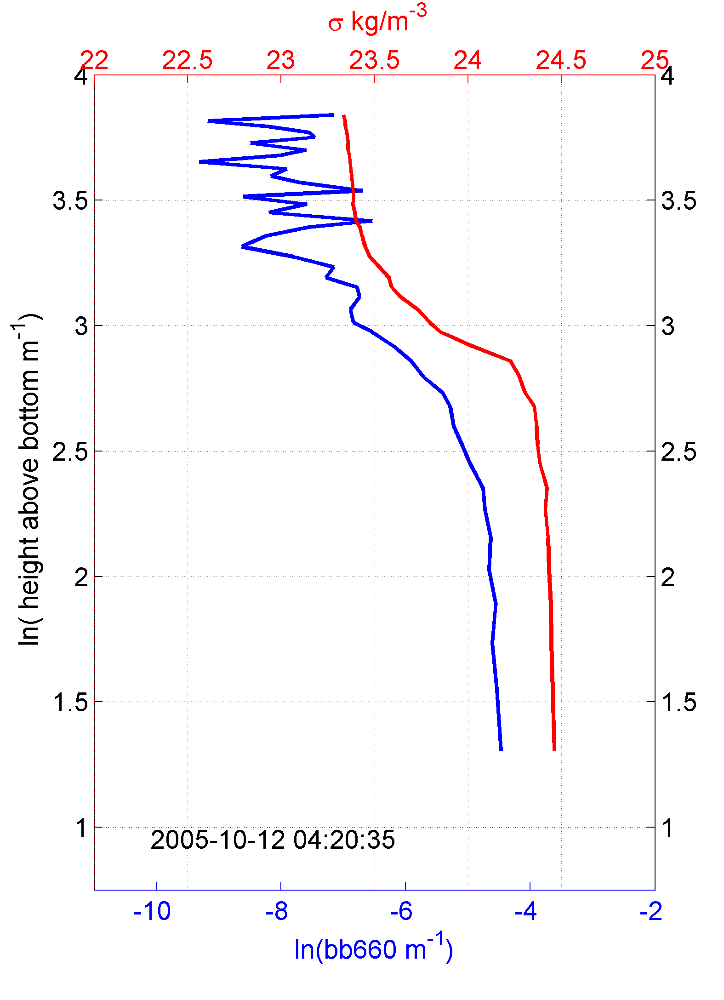 σ kg/m-3
22 22.5 23 23.5 24 24.5 25
4 4
3.5 3.5
3 3
2.5 2.5
2 2
1.5 1.5
1 1
ln( height above bottom m-1)
2005-10-12 04:20:35
-10 -8 -6 -4 -2
ln(bb660 m-1)